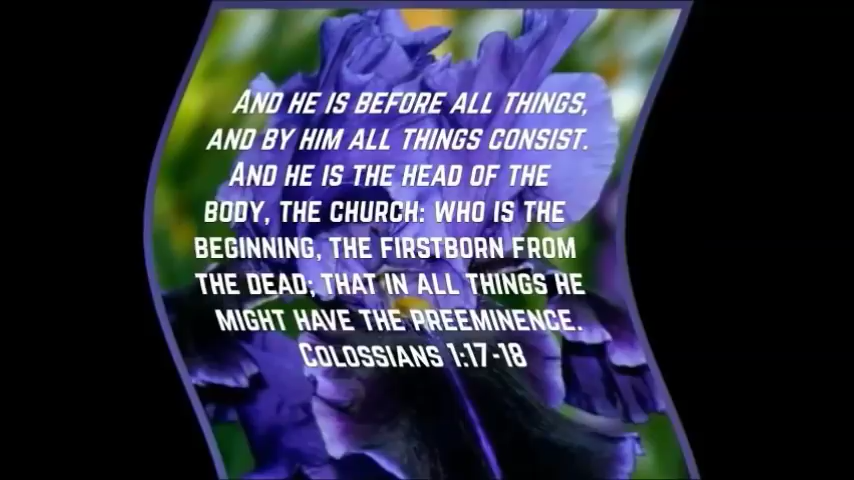 And he is before all things,
and by him all things consist.
And he is the head of the
body, the church: who is the
beginning, the firstborn from
the dead; that in all things he
might have the preeminence.
Colossians 1:17-18